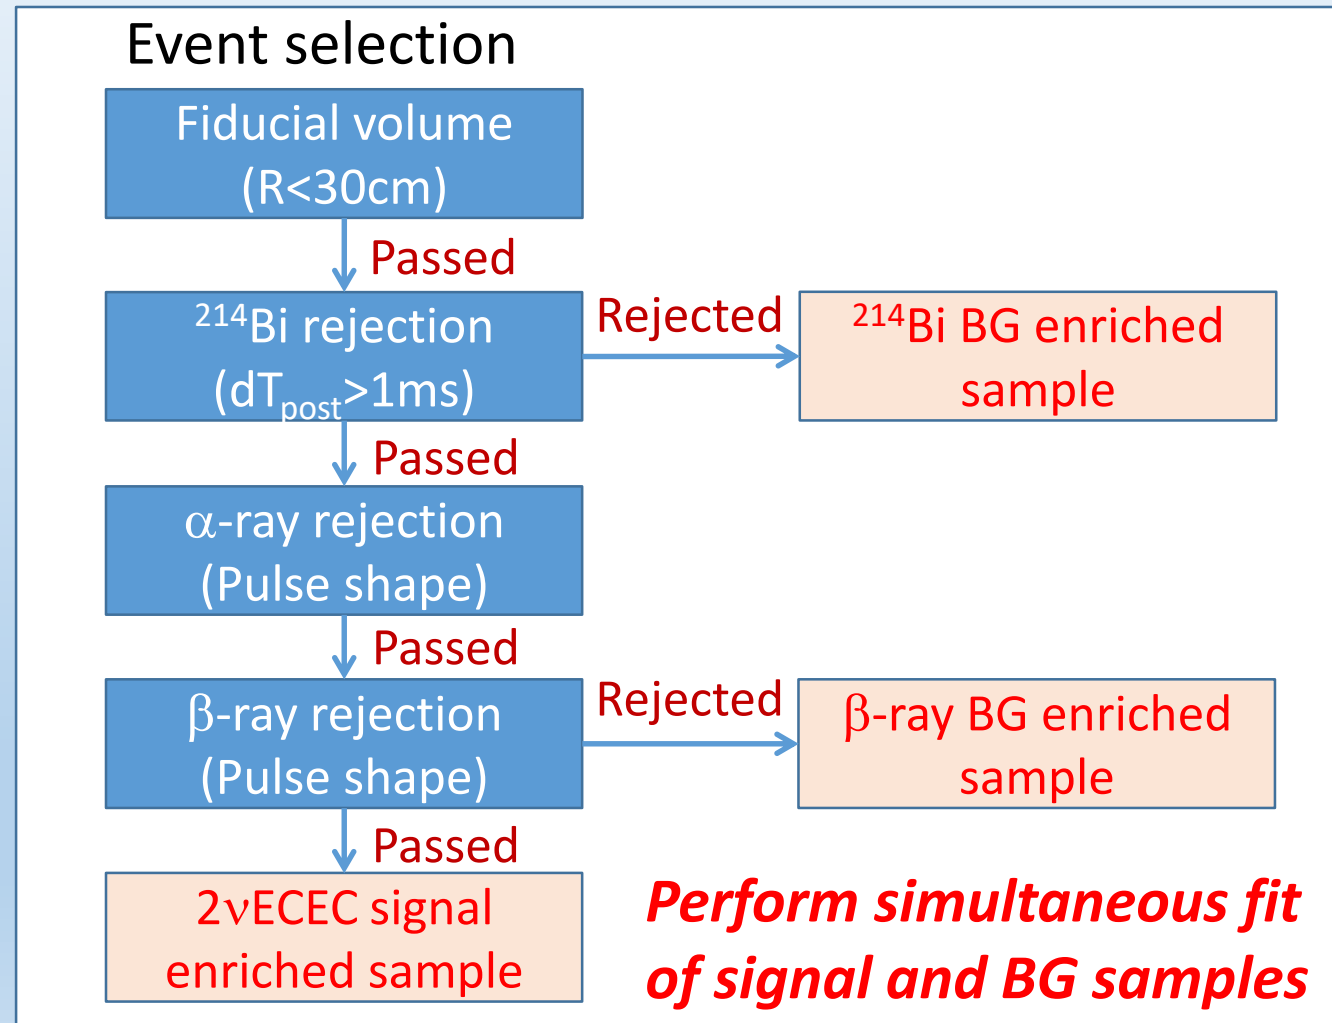 Event selection
Fiducial volume
(R<30cm)
Passed
²¹⁴Bi rejection
(dTpost>1ms)
Rejected
²¹⁴Bi BG enriched
sample
Passed
α-ray rejection
(Pulse shape)
Passed
β-ray rejection
(Pulse shape)
Rejected
β-ray BG enriched
sample
Passed
2νECEC signal
enriched sample
Perform simultaneous fit
of signal and BG samples